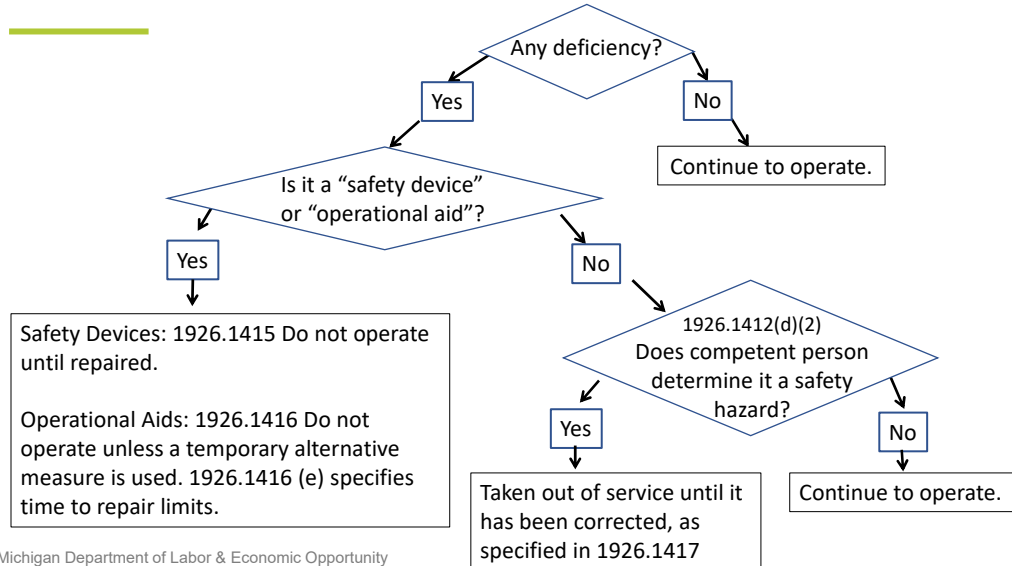 Any deficiency?
Yes
No
Continue to operate.
Is it a “safety device”
or “operational aid”?
Yes
No
Safety Devices: 1926.1415 Do not operate
until repaired.
Operational Aids: 1926.1416 Do not
operate unless a temporary alternative
measure is used. 1926.1416 (e) specifies
time to repair limits.
1926.1412(d)(2)
Does competent person
determine it a safety
hazard?
Yes
No
Taken out of service until it
has been corrected, as
specified in 1926.1417
Continue to operate.
Michigan Department of Labor & Economic Opportunity